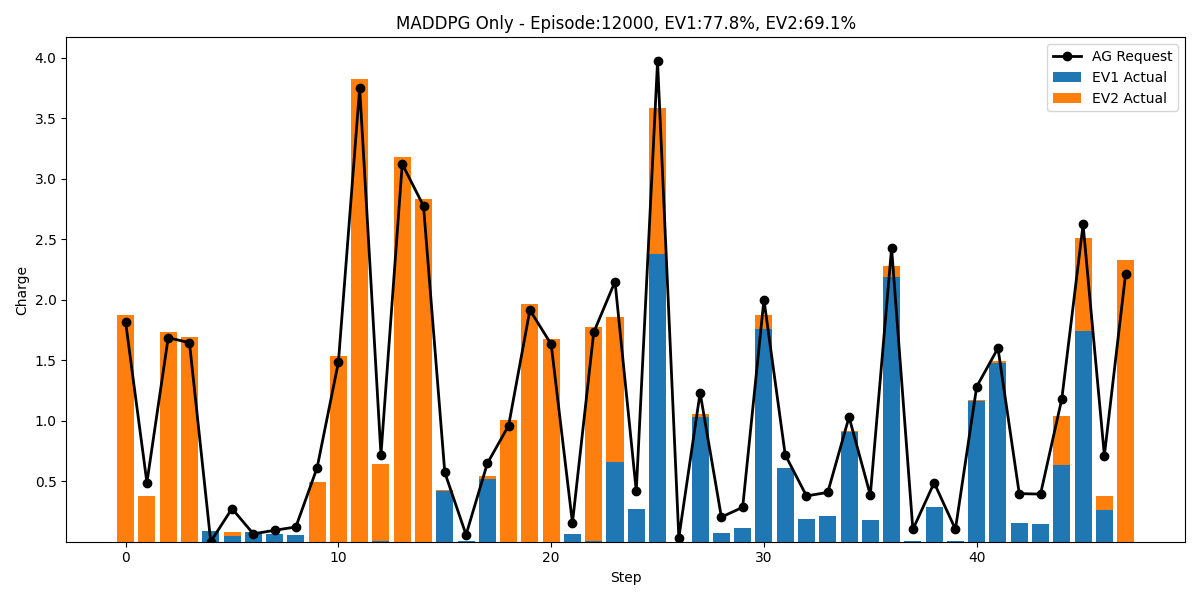 MADDPG Only - Episode:12000, EV1:77.8%, EV2:69.1%
AG Request
EV1 Actual
EV2 Actual
Charge
4.0
3.5
3.0
2.5
2.0
1.5
1.0
0.5
0 10 20 30 40
Step